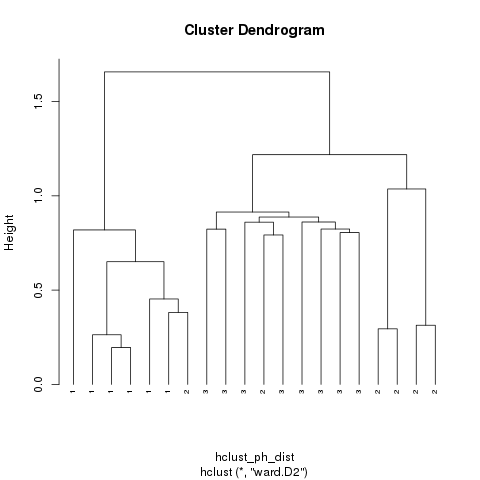 Cluster Dendrogram
Height
1.5
1.0
0.5
0.0
1 1 1 1 1 1 2 3 3 3 2 3 3 3 3 3 2 2 2 2
hclust_ph_dist
hclust (*, "ward.D2")